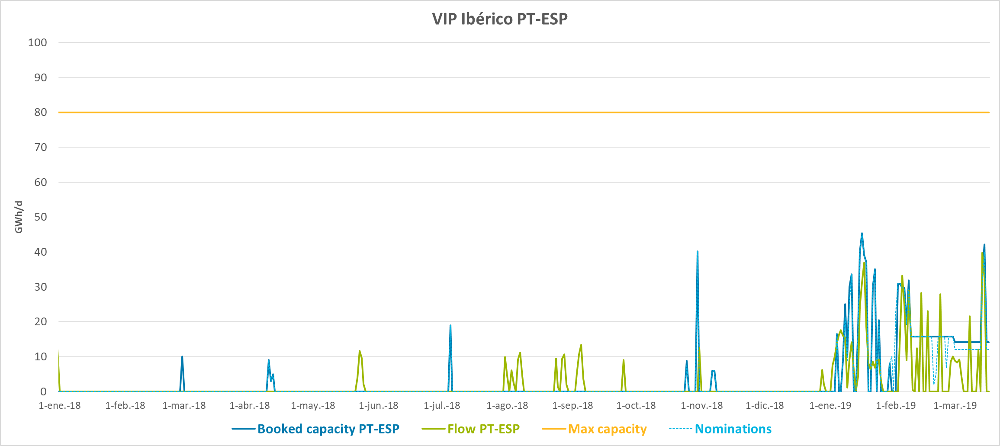 VIP Ibérico PT-ESP
100
90
80
70
60
50
40
30
20
10
0
GWh/d
1-ene.-18 1-feb.-18 1-mar.-18 1-abr.-18 1-may.-18 1-jun.-18 1-jul.-18 1-ago.-18 1-sep.-18 1-oct.-18 1-nov.-18 1-dic.-18 1-ene.-19 1-feb.-19 1-mar.-19
Booked capacity PT-ESP Flow PT-ESP Max capacity Nominations